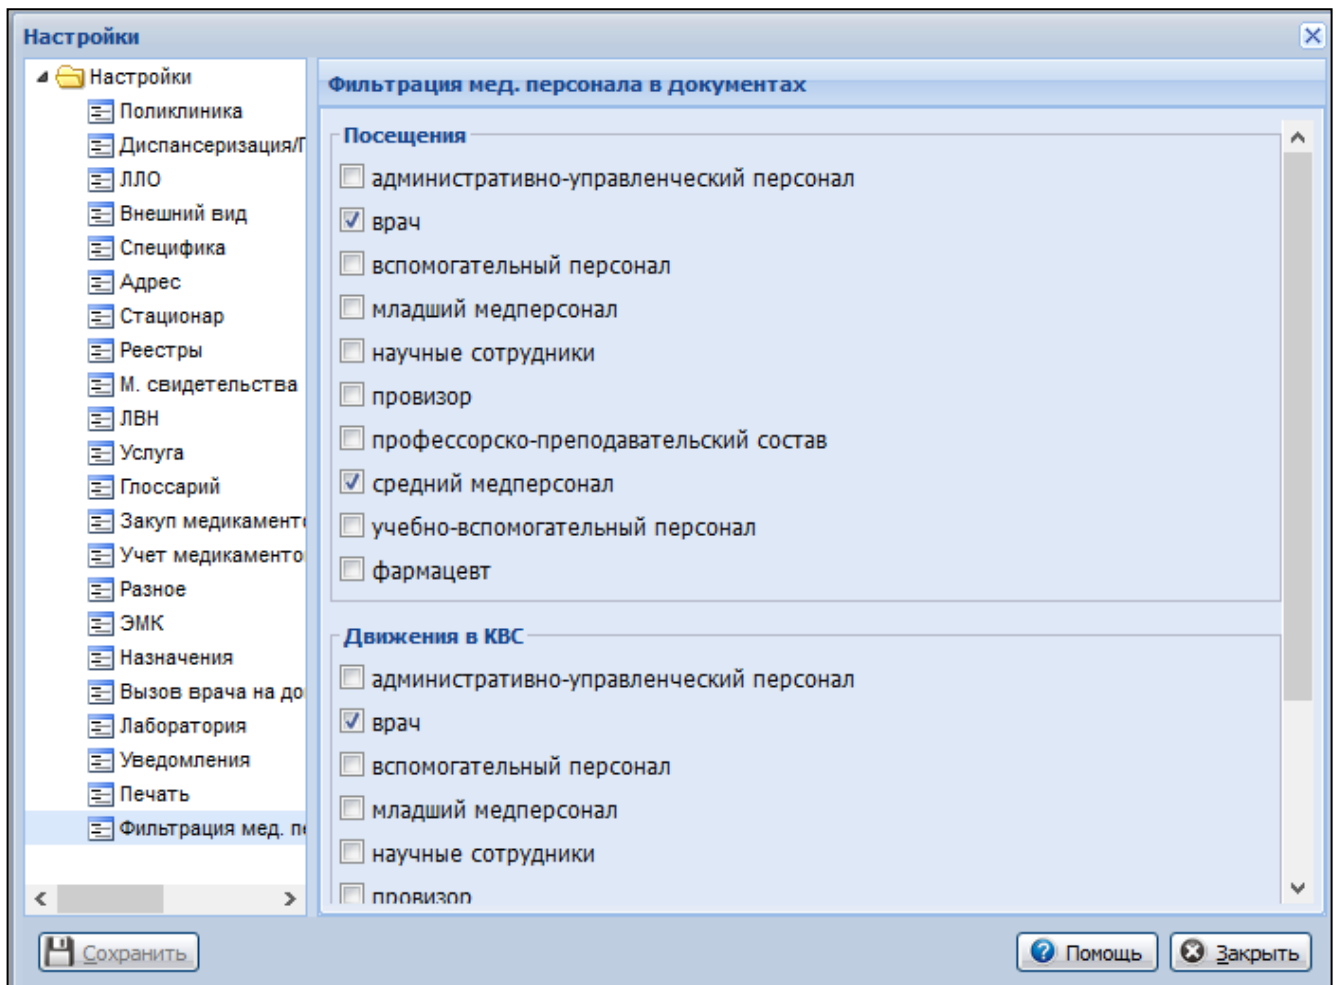 Настройки
Настройки
Поликлиника
Диспансеризация/П
ЛЛО
Внешний вид
Специфика
Адрес
Стационар
Реестры
М. свидетельства
ЛВН
Услуга
Глоссарий
Закуп медикаменто
Учет медикаменто
Разное
ЭМК
Назначения
Вызов врача на до
Лаборатория
Уведомления
Печать
Фильтрация мед. п
Фильтрация мед. персонала в документах
Посещения
административно-управленческий персонал
врач
вспомогательный персонал
младший медперсонал
научные сотрудники
провизор
профессорско-преподавательский состав
средний медперсонал
учебно-вспомогательный персонал
фармацевт
Движения в КВС
административно-управленческий персонал
врач
вспомогательный персонал
младший медперсонал
научные сотрудники
провизор
Сохранить
Помощь
Закрыть